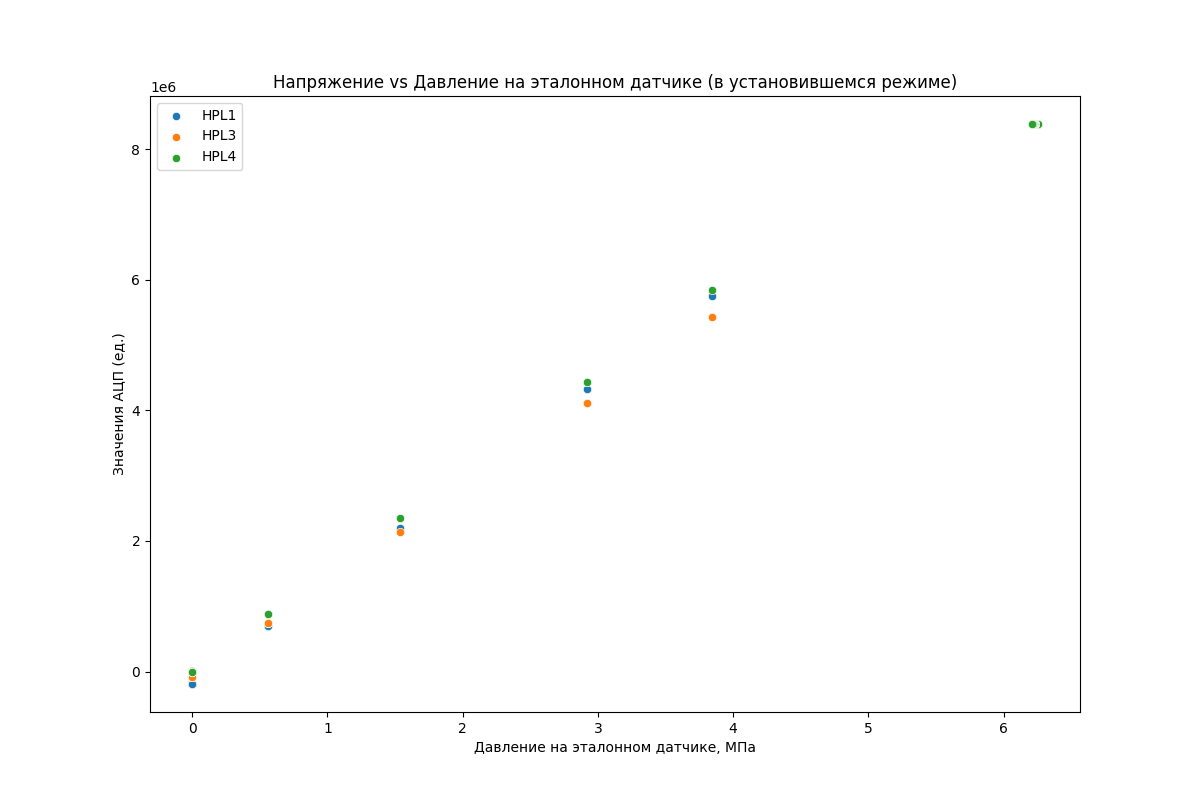 Напряжение vs Давление на эталонном датчике (в установившемся режиме)
1e6
HPL1
HPL3
HPL4
8
6
4
2
0
Значения АЦП (ед.)
0 1 2 3 4 5 6
Давление на эталонном датчике, МПа